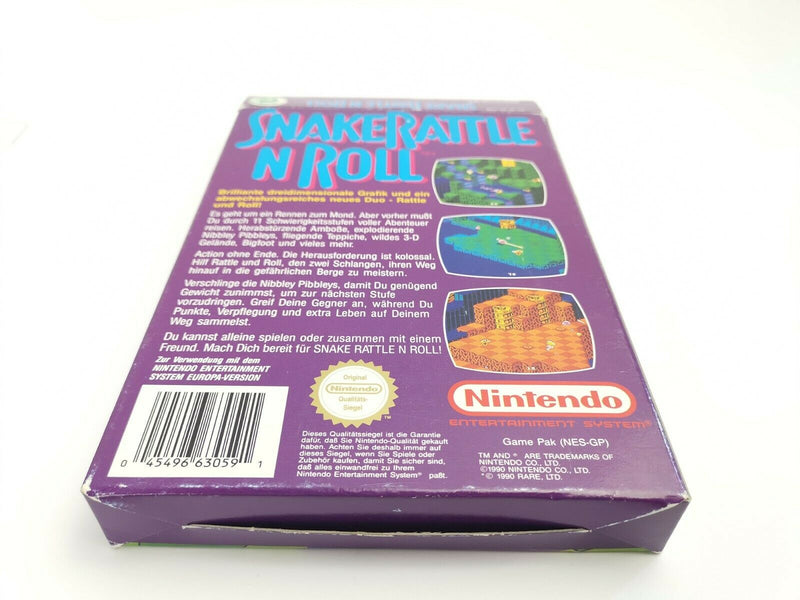 SNAKERATTLE
N ROLL
Brillante dreidimensionale Grafik und ein
abwechslungsreiches neues Duo - Rattle
und Roll!
Es geht um ein Rennen zum Mond. Aber vorher mußt
Du durch 11 Schwierigkeitsstufen voller Abenteuer
reisen. Herabstürzende Amboße, explodierende
Nibbley Pibbleys, fliegende Teppiche, wildes 3-D
Gelände, Bigfoot und vieles mehr.
Action ohne Ende. Die Herausforderung ist kolossal.
Hilf Rattle und Roll, den zwei Schlangen, ihren Weg
hinauf in die gefährlichen Berge zu meistern.
Verschlinge die Nibbley Pibbleys, damit Du genügend
Gewicht zunimmst, um zur nächsten Stufe
vorzudringen. Greif Deine Gegner an, während Du
Punkte, Verpflegung und extra Leben auf Deinem
Weg sammelst.
Du kannst alleine spielen oder zusammen mit einem
Freund. Mach Dich bereit für SNAKE RATTLE N ROLL!
Zur Verwendung mit dem
NINTENDO ENTERTAINMENT
SYSTEM EUROPA-VERSION
0 45496 63059 1
Original
Nintendo
Qualitäts-
Siegel
TM
Dieses Qualitätssiegel ist die Garantie
dafür, daß Sie Nintendo-Qualität gekauft
haben. Achten Sie deshalb immer auf
dieses Siegel, wenn Sie Spiele oder
Zubehör kaufen, damit Sie sicher sind,
daß alles einwandfrei zu Ihrem
Nintendo Entertainment System® paßt.
Nintendo®
ENTERTAINMENT SYSTEM®
Game Pak (NES-GP)
TM AND ® ARE TRADEMARKS OF
NINTENDO CO., LTD.
©1990 NINTENDO CO., LTD.
© 1990 RARE, LTD.